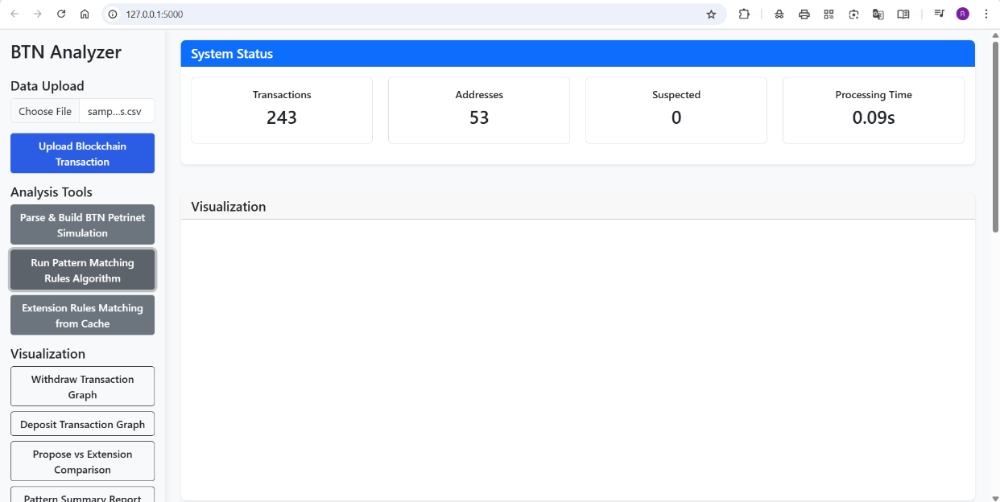 127.0.0.1:5000
R
BTN Analyzer
Data Upload
Choose File samp...s.csv
Upload Blockchain
Transaction
Analysis Tools
Parse & Build BTN Petrinet
Simulation
Run Pattern Matching
Rules Algorithm
Extension Rules Matching
from Cache
Visualization
Withdraw Transaction
Graph
Deposit Transaction Graph
Propose vs Extension
Comparison
Pattern Summary Report
System Status
Transactions
243
Addresses
53
Suspected
0
Processing Time
0.09s
Visualization